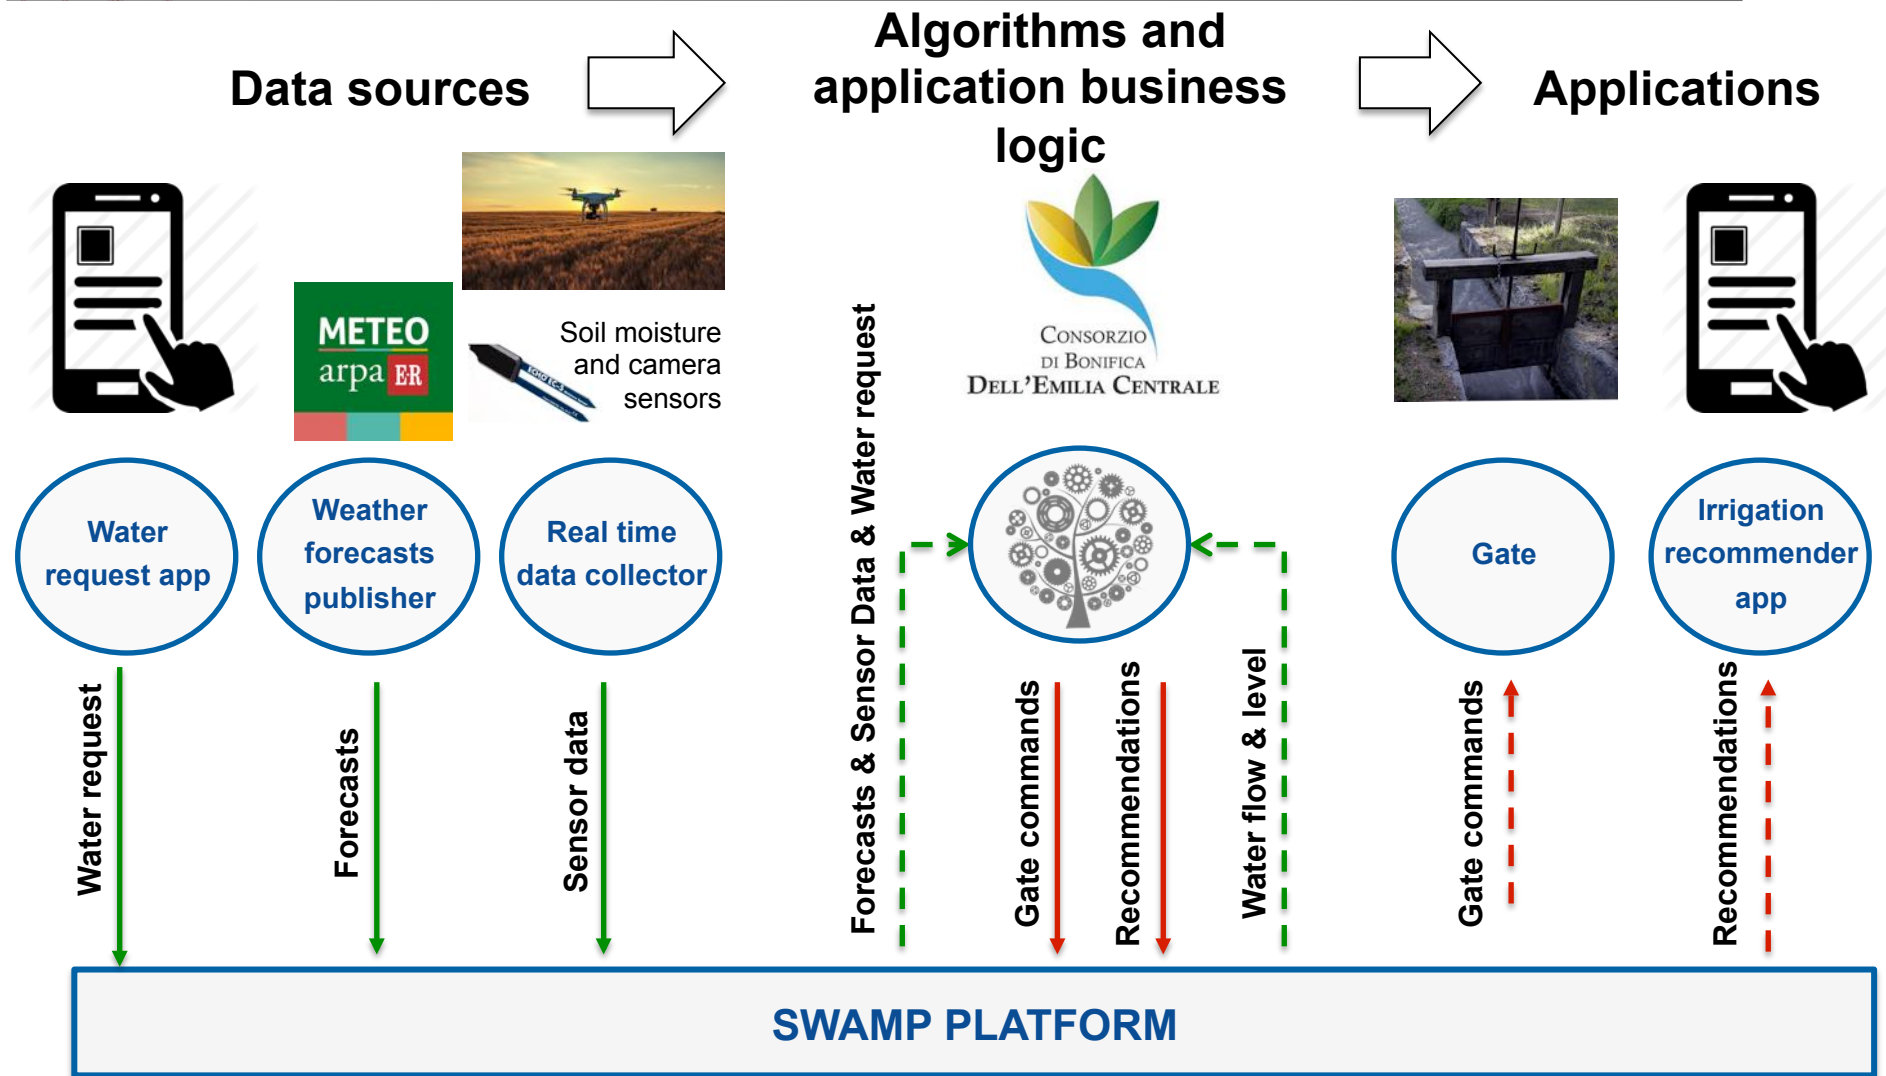 Data sources
Algorithms and
application business
logic
Applications
METEO
arpa ER
Soil moisture
and camera
sensors
ECHO EC-5
CONSORZIO
DI BONIFICA
DELL'EMILIA CENTRALE
Water
request app
Weather
forecasts
publisher
Real time
data collector
Gate
Irrigation
recommender
app
Water request
Forecasts
Sensor data
Forecasts & Sensor Data & Water request
Gate commands
Recommendations
Water flow & level
Gate commands
Recommendations
SWAMP PLATFORM